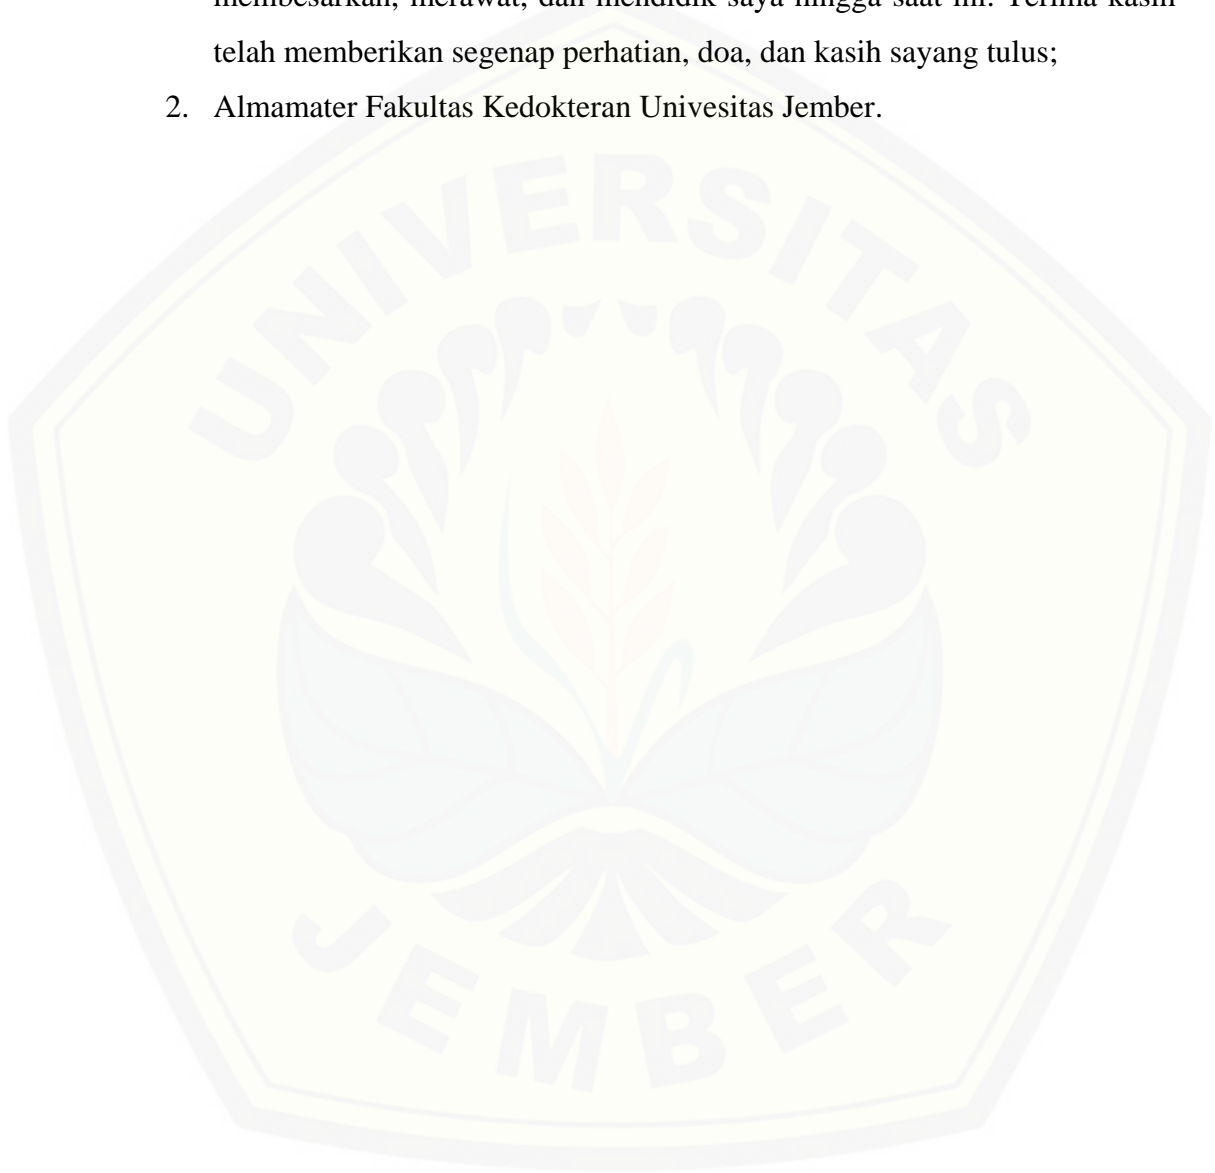 membesarkan, merawat, dan mendidik saya hingga saat ini. Terima kasih
telah memberikan segenap perhatian, doa, dan kasih sayang tulus;
2. Almamater Fakultas Kedokteran Univesitas Jember.
UNIVERSITAS
JEMBER